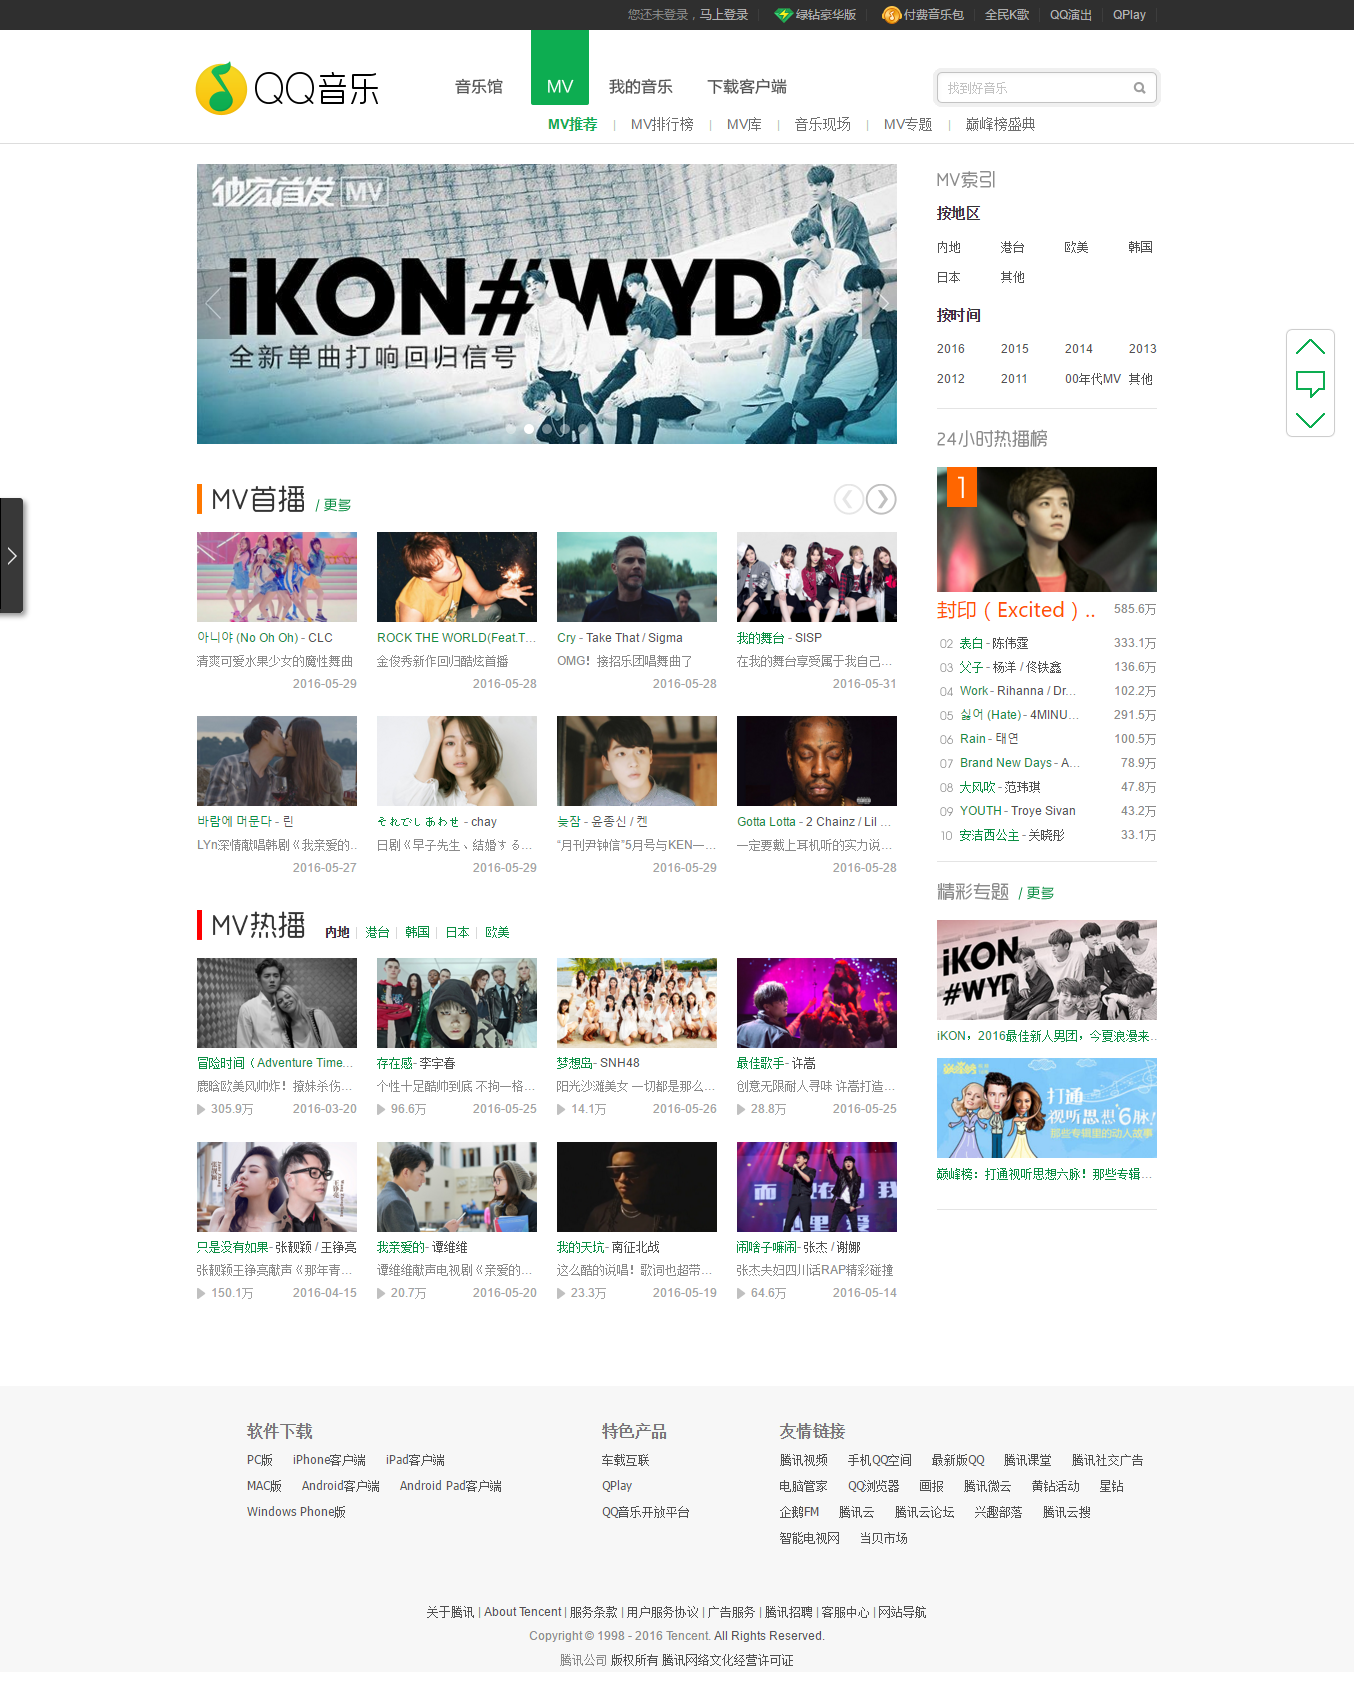 您还未登录，马上登录 绿钻豪华版 付费音乐包 全民K歌 QQ演出 QPlay
QQ音乐 音乐馆 MV 我的音乐 下载客户端 找到好音乐
MV推荐 | MV排行榜 | MV库 | 音乐现场 | MV专题 | 巅峰榜盛典
独家首发 MV
iKON#WYD
全新单曲打响回归信号
MV索引
按地区
内地 港台 欧美 韩国
日本 其他
按时间
2016 2015 2014 2013
2012 2011 00年代MV 其他
MV首播 / 更多
아니야 (No Oh Oh) - CLC
清爽可爱水果少女的魔性舞曲
2016-05-29
ROCK THE WORLD(Feat.T...
金俊秀新作回归酷炫首播
2016-05-28
Cry - Take That / Sigma
OMG！接招乐团唱舞曲了
2016-05-28
我的舞台 - SISP
在我的舞台享受属于我自己...
2016-05-31
바람에 머문다 - 린
LYn深情献唱韩剧《我亲爱的..
2016-05-27
それでしあわせ - chay
日剧《早子先生、结婚する...
2016-05-29
늦잠 - 윤종신 / 켄
“月刊尹钟信”5月号与KEN一...
2016-05-29
Gotta Lotta - 2 Chainz / Lil ...
一定要戴上耳机听的实力说...
2016-05-28
24小时热播榜
1
封印（Excited）.. 585.6万
02 表白 - 陈伟霆 333.1万
03 父子 - 杨洋 / 佟铁鑫 136.6万
04 Work - Rihanna / Dr... 102.2万
05 싫어 (Hate) - 4MINU... 291.5万
06 Rain - 태연 100.5万
07 Brand New Days - A... 78.9万
08 大风吹 - 范玮琪 47.8万
09 YOUTH - Troye Sivan 43.2万
10 安洁西公主 - 关晓彤 33.1万
MV热播 内地 | 港台 | 韩国 | 日本 | 欧美
冒险时间（Adventure Time...
鹿晗欧美风帅炸！撩妹杀伤...
305.9万 2016-03-20
存在感- 李宇春
个性十足酷帅到底 不拘一格...
96.6万 2016-05-25
梦想岛- SNH48
阳光沙滩美女 一切都是那么...
14.1万 2016-05-26
最佳歌手- 许嵩
创意无限耐人寻味 许嵩打造...
28.8万 2016-05-25
只是没有如果- 张靓颖 / 王铮亮
张靓颖王铮亮献声《那年青...
150.1万 2016-04-15
我亲爱的- 谭维维
谭维维献声电视剧《亲爱的...
20.7万 2016-05-20
我的天坑- 南征北战
这么酷的说唱！歌词也超带...
23.3万 2016-05-19
闹啥子嘛闹- 张杰 / 谢娜
张杰夫妇四川话RAP精彩碰撞
64.6万 2016-05-14
精彩专题 / 更多
iKON
#WYD
iKON，2016最佳新人男团，今夏浪漫来..
打通
视听思想“6脉！
那些专辑里的动人故事
巅峰榜：打通视听思想六脉！那些专辑...
软件下载
PC版 iPhone客户端 iPad客户端
MAC版 Android客户端 Android Pad客户端
Windows Phone版
特色产品
车载互联
QPlay
QQ音乐开放平台
友情链接
腾讯视频 手机QQ空间 最新版QQ 腾讯课堂 腾讯社交广告
电脑管家 QQ浏览器 画报 腾讯微云 黄钻活动 星钻
企鹅FM 腾讯云 腾讯云论坛 兴趣部落 腾讯云搜
智能电视网 当贝市场
关于腾讯 | About Tencent | 服务条款 | 用户服务协议 | 广告服务 | 腾讯招聘 | 客服中心 | 网站导航
Copyright © 1998 - 2016 Tencent. All Rights Reserved.
腾讯公司 版权所有 腾讯网络文化经营许可证